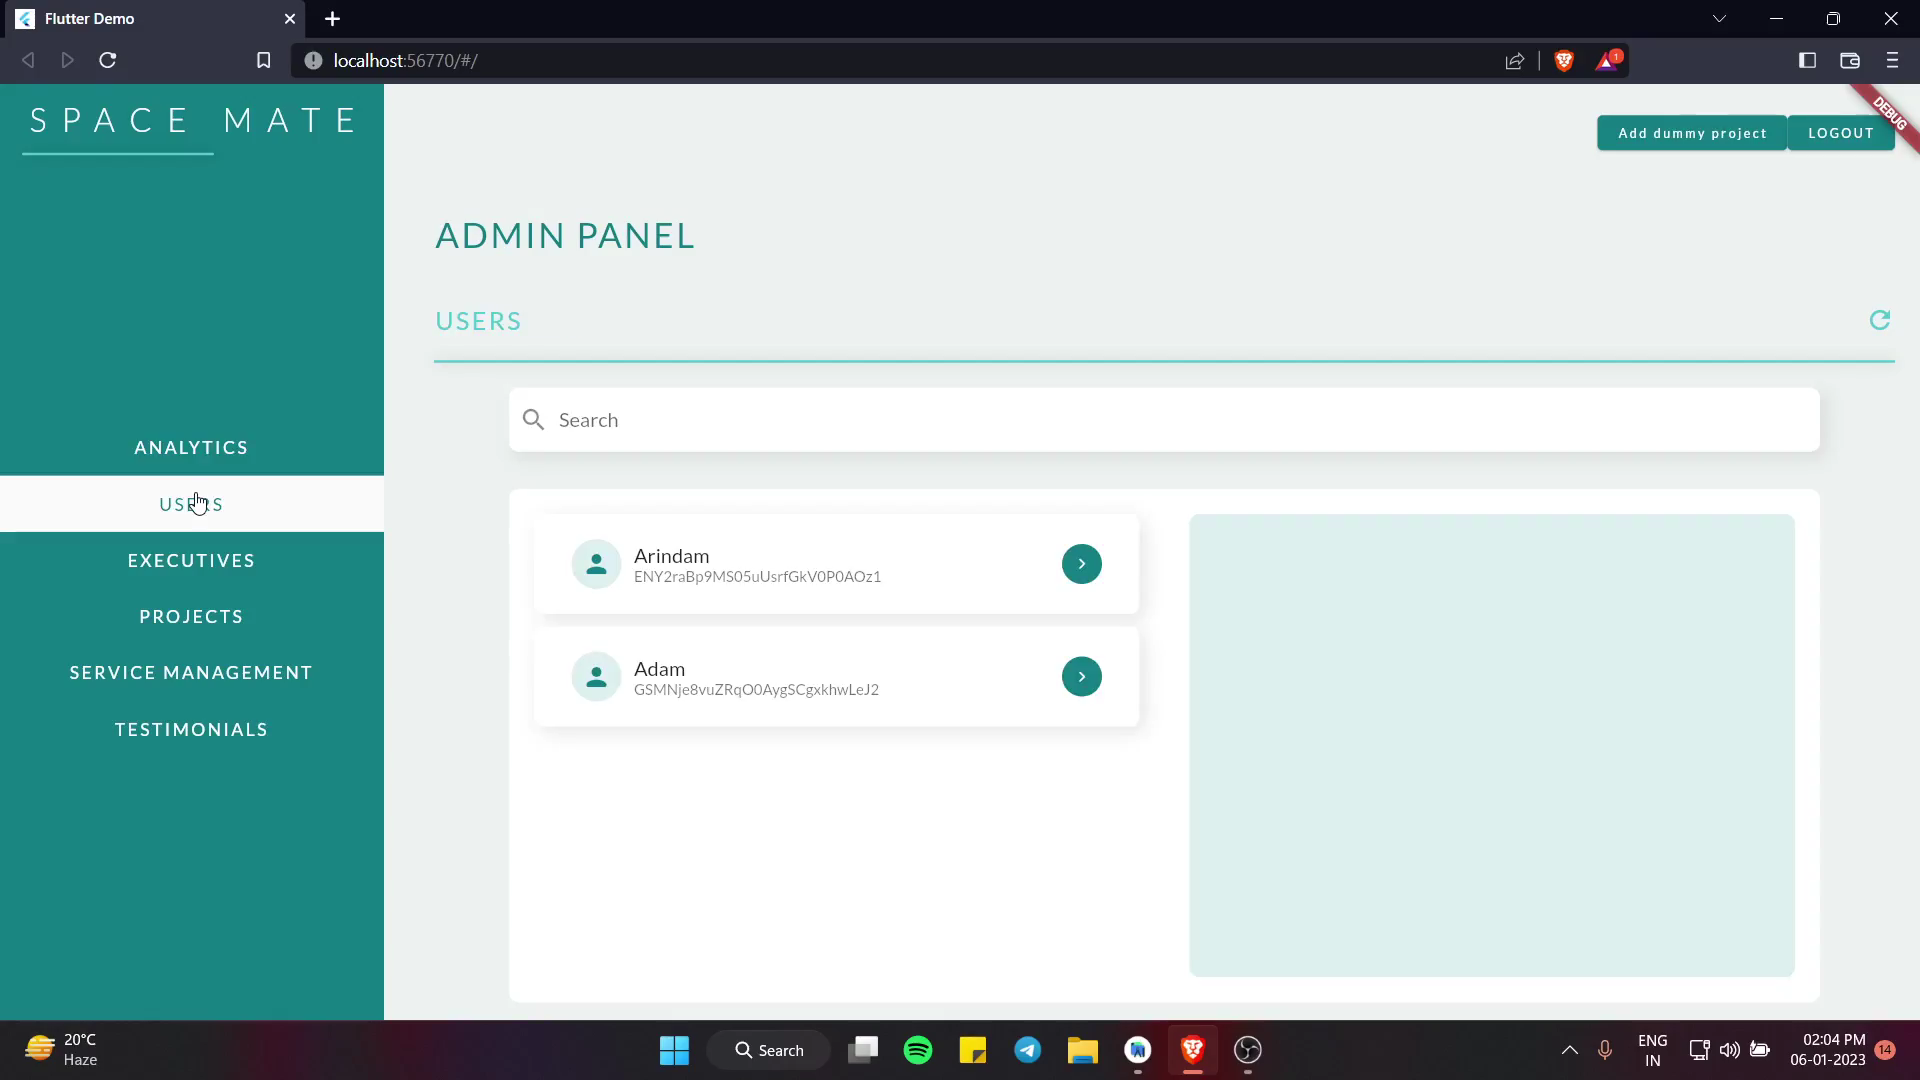 Flutter Demo
localhost:56770/#/
1
SPACE MATE
DEBUG
Add dummy project
LOGOUT
ADMIN PANEL
USERS
Search
ANALYTICS
USERS
EXECUTIVES
PROJECTS
SERVICE MANAGEMENT
TESTIMONIALS
Arindam
ENY2raBp9MS05uUsrfGkV0P0AOz1
Adam
GSMNje8vuZRqO0AygSCgxkhwLeJ2
20°C
Haze
Search
ENG
IN
02:04 PM
06-01-2023
14